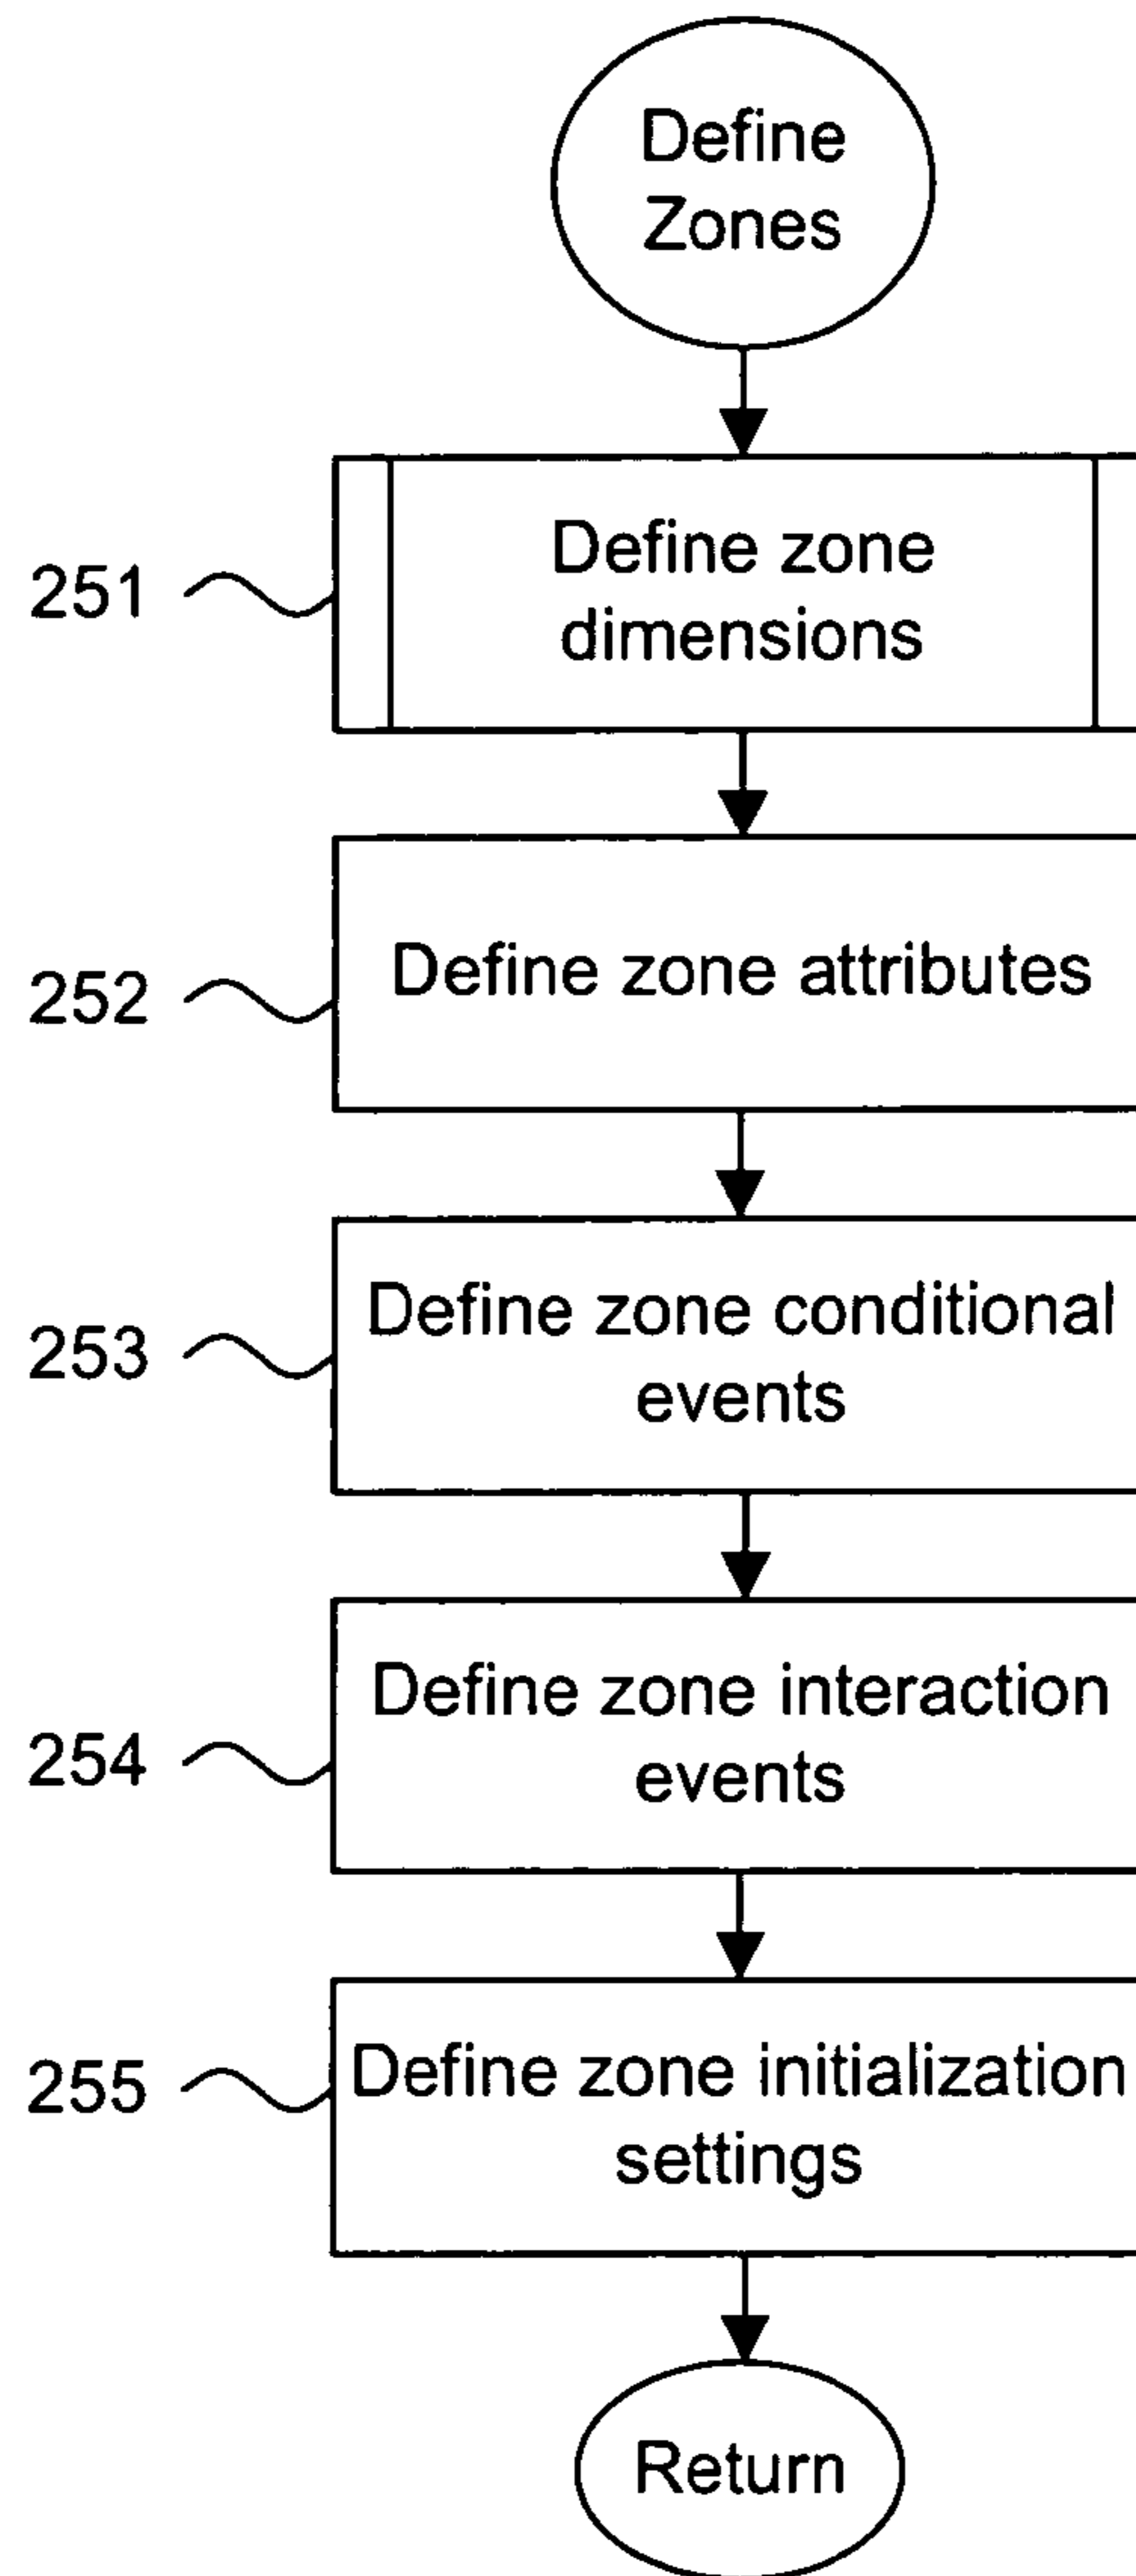 Define
Zones
251
Define zone
dimensions
252
Define zone attributes
253
Define zone conditional
events
254
Define zone interaction
events
255
Define zone initialization
settings
Return